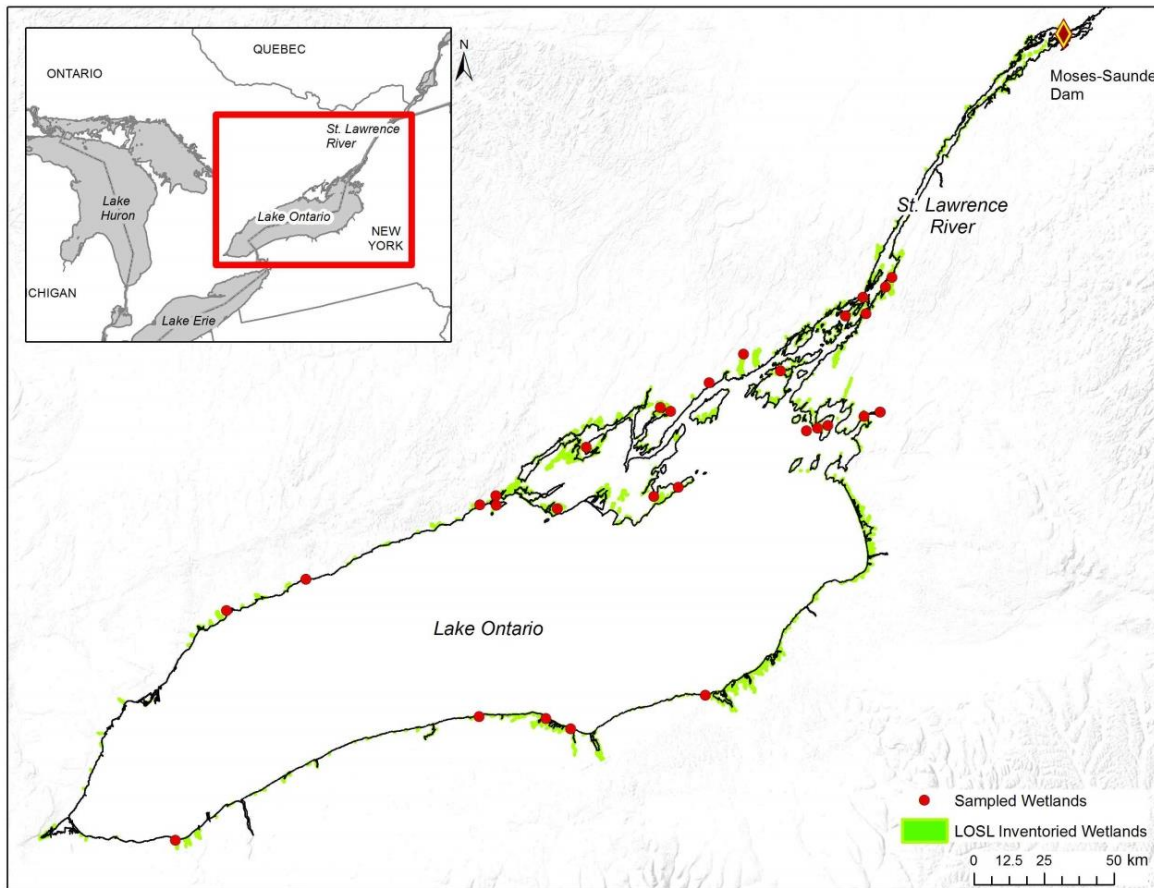 QUEBEC
N
ONTARIO
St. Lawrence
River
Lake
Huron
Lake Ontario
NEW
YORK
CHIGAN
Lake Erie
Moses-Saunde
Dam
St. Lawrence
River
Lake Ontario
Sampled Wetlands
LOSL Inventoried Wetlands
0 12.5 25 50 km